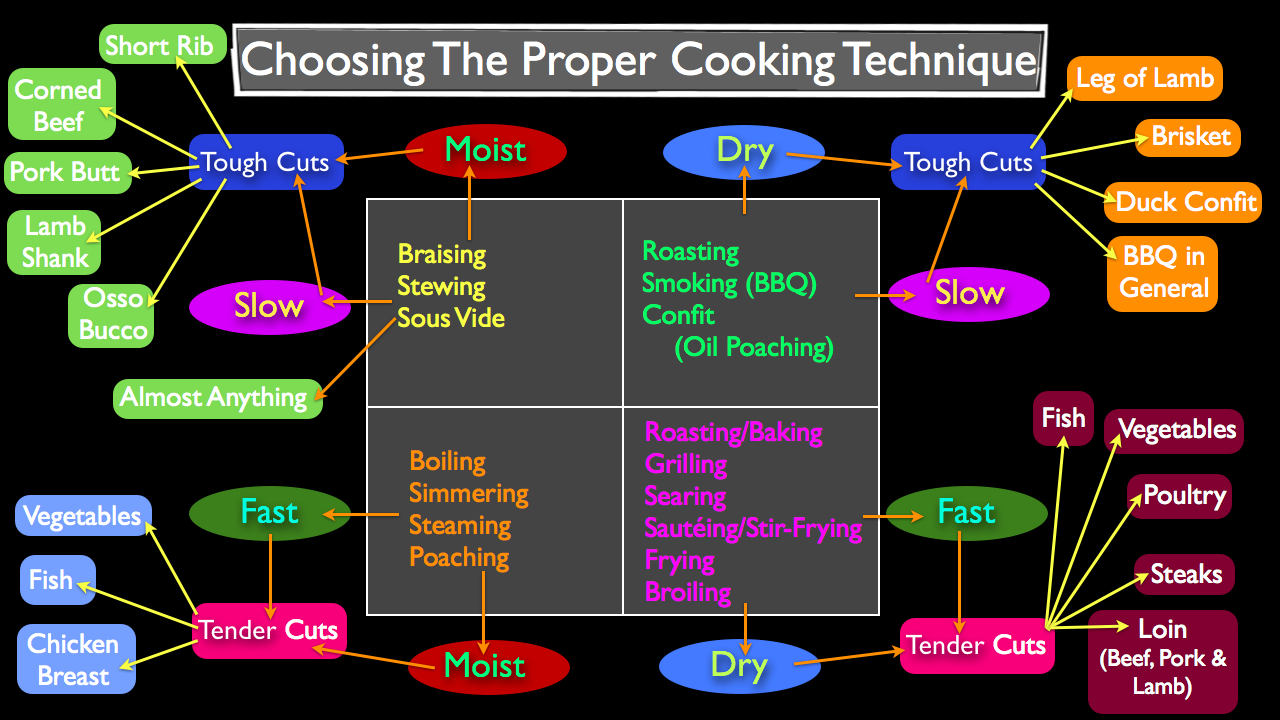 Choosing The Proper Cooking Technique
Short Rib
Corned
Beef
Pork Butt
Lamb
Shank
Osso
Bucco
Tough Cuts
Moist
Slow
Almost Anything
Braising
Stewing
Sous Vide
Dry
Tough Cuts
Slow
Leg of Lamb
Brisket
Duck Confit
BBQ in
General
Roasting
Smoking (BBQ)
Confit
(Oil Poaching)
Boiling
Simmering
Steaming
Poaching
Fast
Vegetables
Fish
Chicken
Breast
Tender Cuts
Moist
Roasting/Baking
Grilling
Searing
Sautéing/Stir-Frying
Frying
Broiling
Fast
Dry
Tender Cuts
Fish
Vegetables
Poultry
Steaks
Loin
(Beef, Pork &
Lamb)